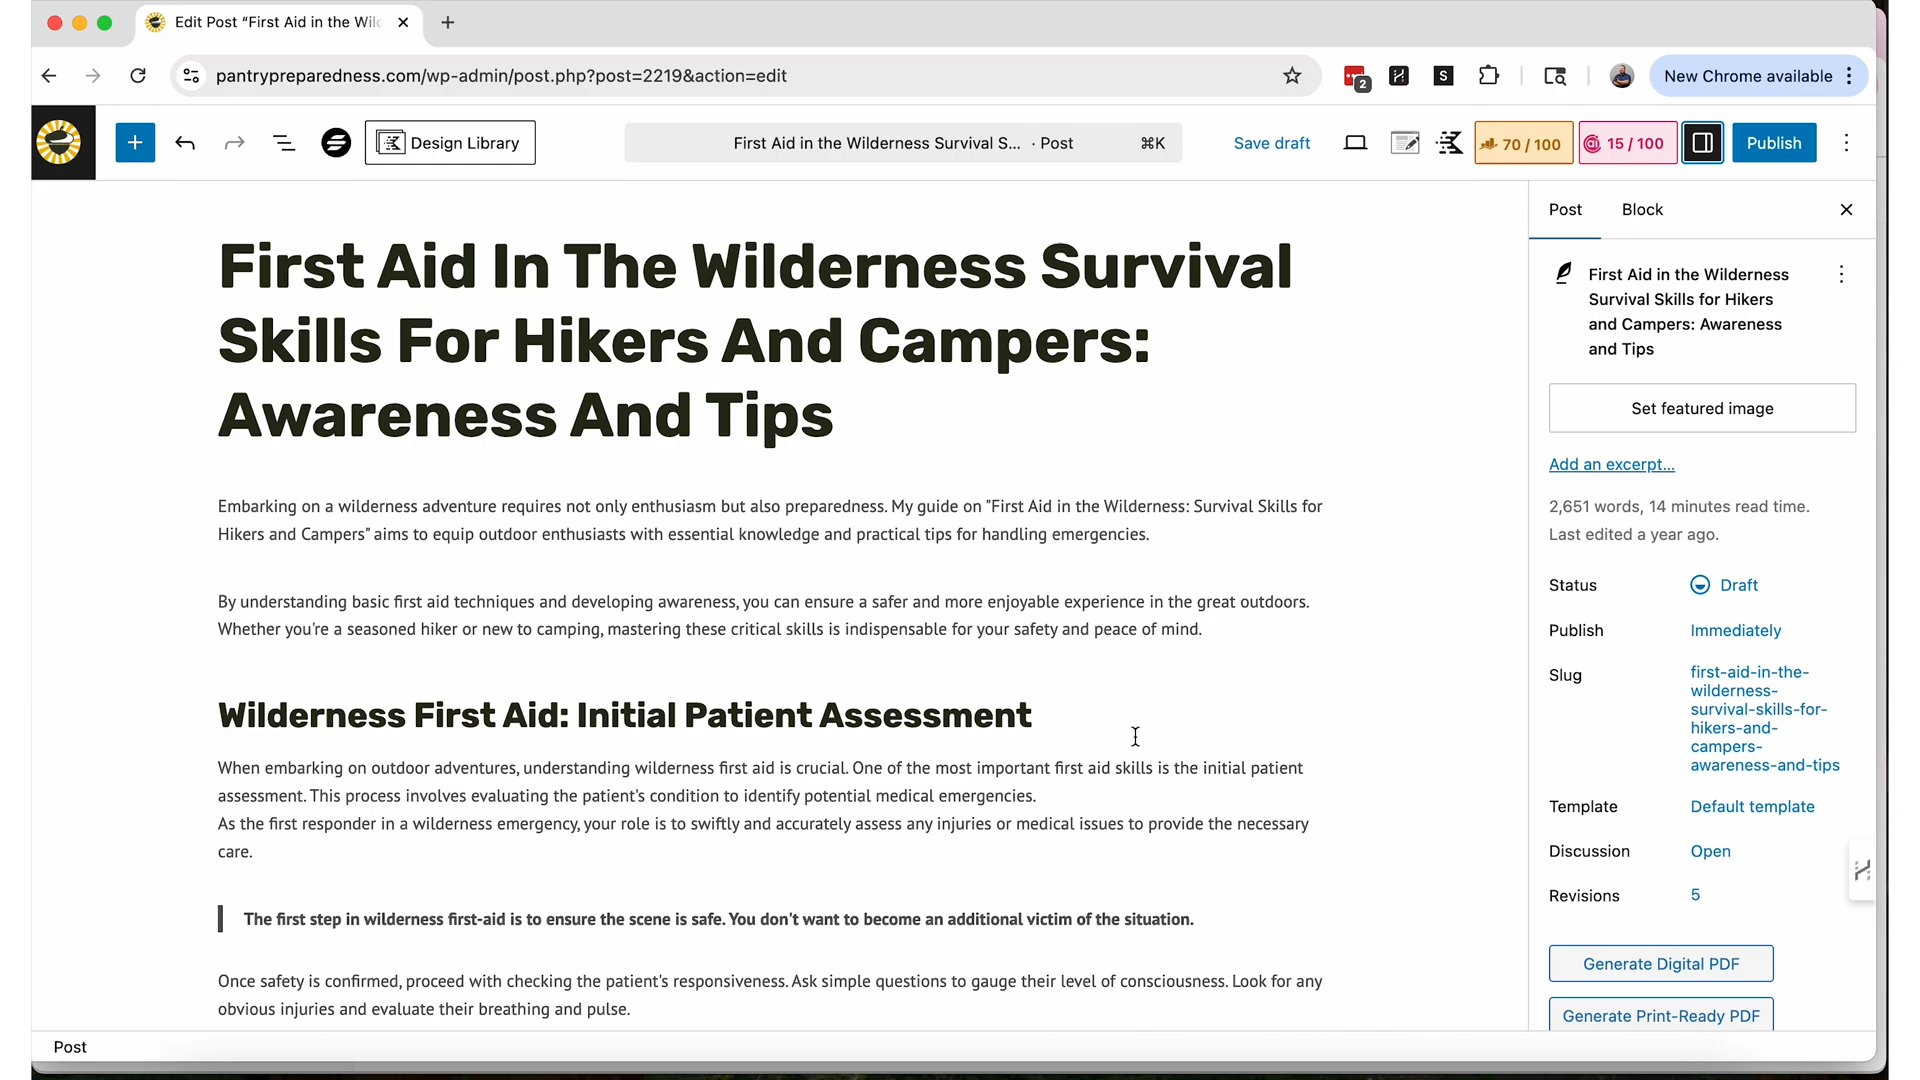 Edit Post “First Aid in the Wild
pantrypreparedness.com/wp-admin/post.php?post=2219&action=edit
2
S
New Chrome available
Design Library
First Aid in the Wilderness Survival S... · Post ⌘K
Save draft
70 / 100
15 / 100
Publish
Post Block
First Aid In The Wilderness Survival
Skills For Hikers And Campers:
Awareness And Tips
Embarking on a wilderness adventure requires not only enthusiasm but also preparedness. My guide on "First Aid in the Wilderness: Survival Skills for
Hikers and Campers" aims to equip outdoor enthusiasts with essential knowledge and practical tips for handling emergencies.
By understanding basic first aid techniques and developing awareness, you can ensure a safer and more enjoyable experience in the great outdoors.
Whether you're a seasoned hiker or new to camping, mastering these critical skills is indispensable for your safety and peace of mind.
Wilderness First Aid: Initial Patient Assessment
When embarking on outdoor adventures, understanding wilderness first aid is crucial. One of the most important first aid skills is the initial patient
assessment. This process involves evaluating the patient's condition to identify potential medical emergencies.
As the first responder in a wilderness emergency, your role is to swiftly and accurately assess any injuries or medical issues to provide the necessary
care.
The first step in wilderness first-aid is to ensure the scene is safe. You don't want to become an additional victim of the situation.
Once safety is confirmed, proceed with checking the patient's responsiveness. Ask simple questions to gauge their level of consciousness. Look for any
obvious injuries and evaluate their breathing and pulse.
First Aid in the Wilderness
Survival Skills for Hikers
and Campers: Awareness
and Tips
Set featured image
Add an excerpt...
2,651 words, 14 minutes read time.
Last edited a year ago.
Status Draft
Publish Immediately
Slug first-aid-in-the-
wilderness-
survival-skills-for-
hikers-and-
campers-
awareness-and-tips
Template Default template
Discussion Open
Revisions 5
Generate Digital PDF
Generate Print-Ready PDF
Post